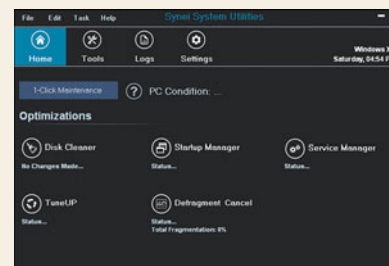 File Edit Task Help Synei System Utilities
Home Tools Logs Settings
Windows X
Saturday, 04:54 P
1-Click Maintenance ? PC Condition: ...
Optimizations
Disk Cleaner Startup Manager Service Manager
No Changes Made... Status... Status...
TuneUP Defragment Cancel
Status... Status...
Total Fragmentation: 0%